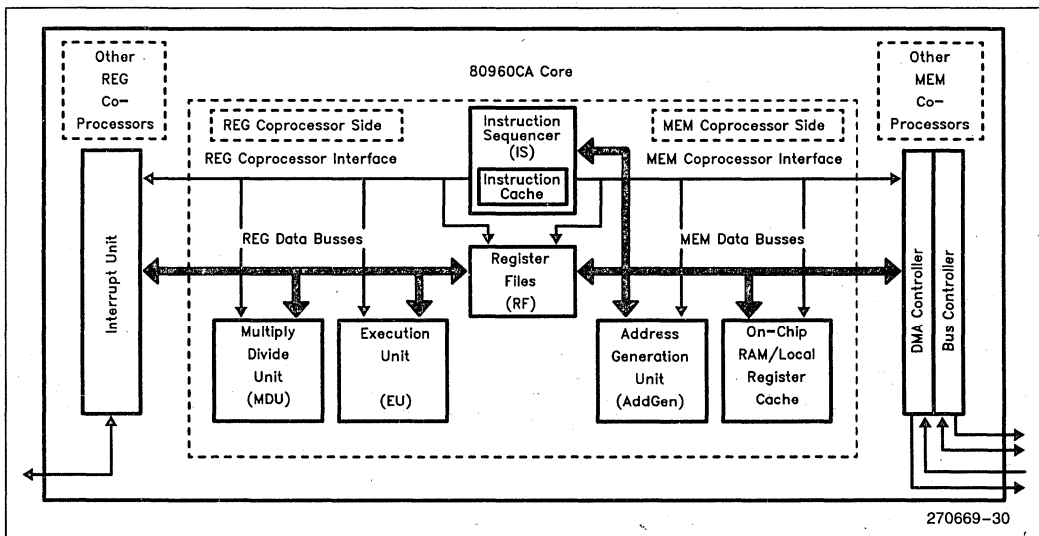 Other
REG
Co-
Processors
80960CA Core
Other
MEM
Co-
Processors
REG Coprocessor Side
Instruction
Sequencer
(IS)
MEM Coprocessor Side
REG Coprocessor Interface
MEM Coprocessor Interface
Instruction
Cache
REG Data Busses
MEM Data Busses
Interrupt Unit
Register
Files
(RF)
DMA Controller
Bus Controller
Multiply
Divide
Unit
(MDU)
Execution
Unit
(EU)
Address
Generation
Unit
(AddGen)
On-Chip
RAM/Local
Register
Cache
270669-30